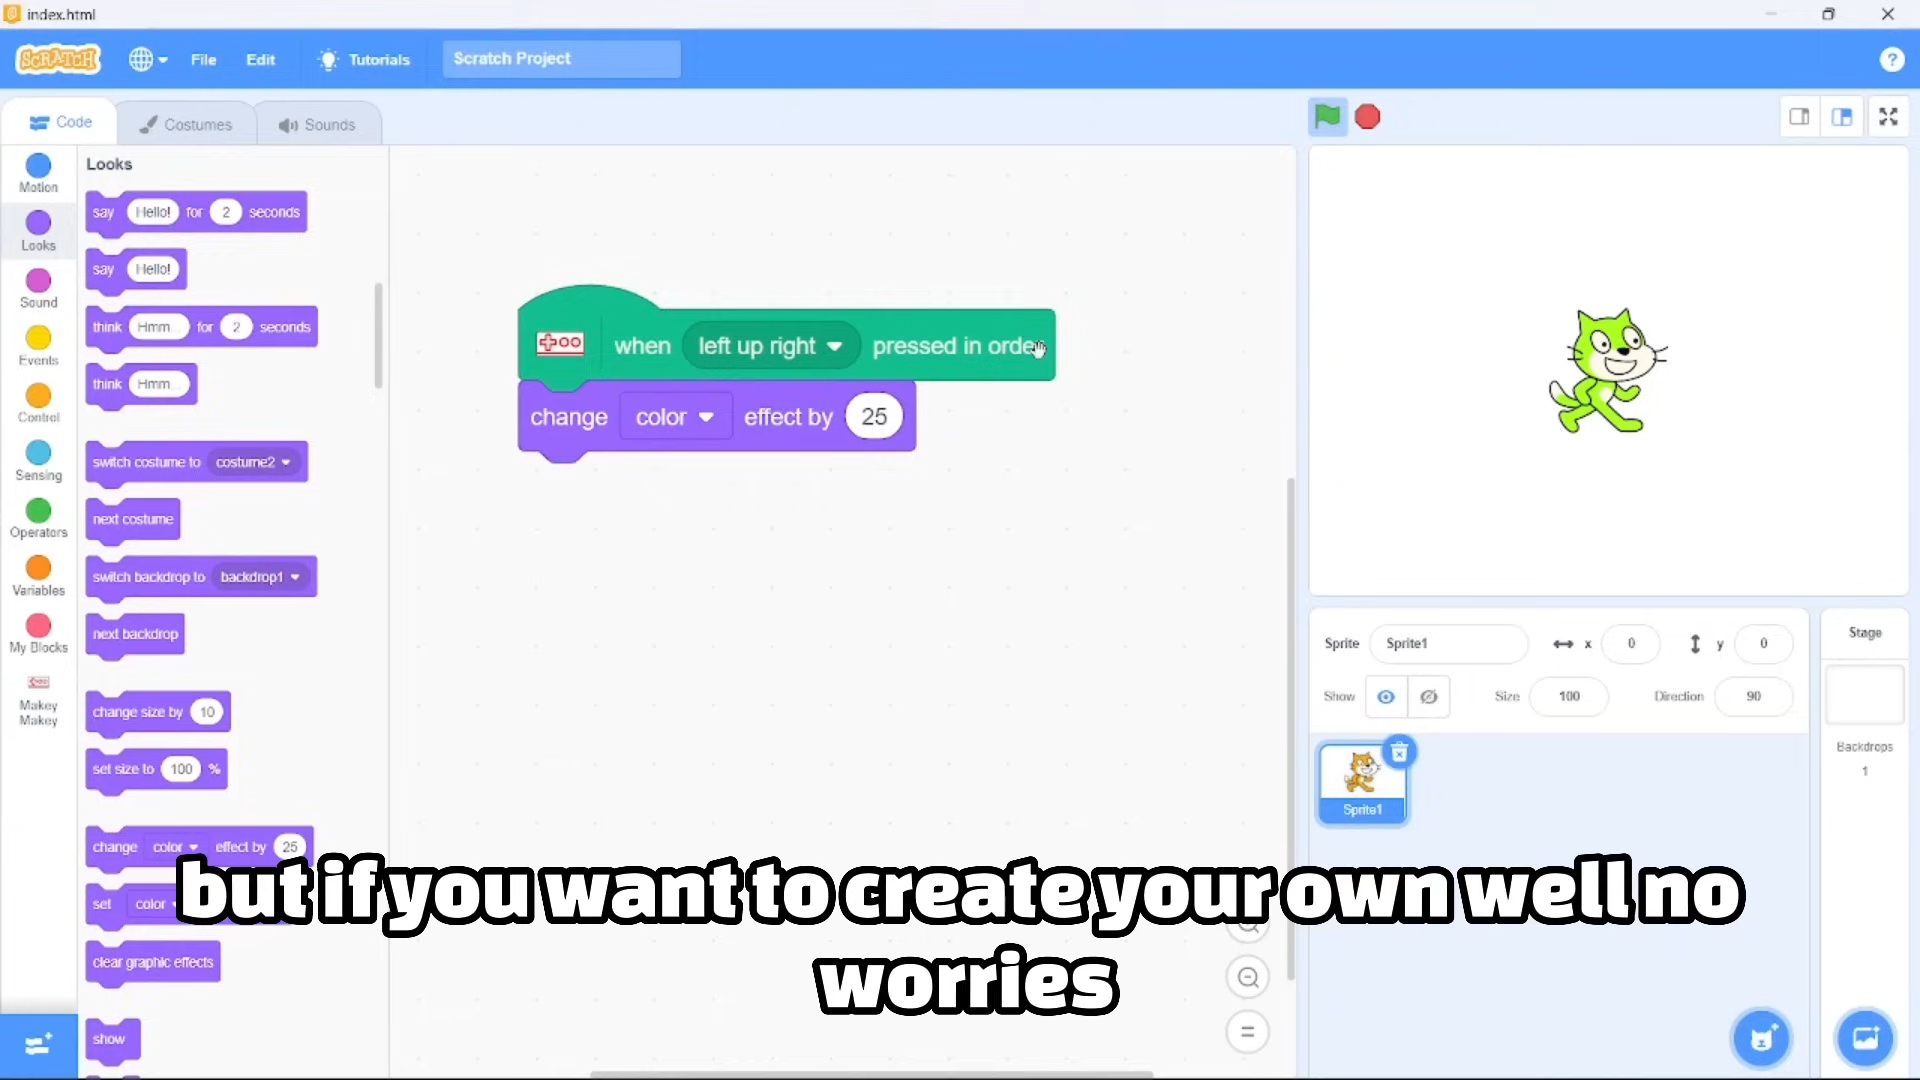 index.html
SCRATCH
File
Edit
Tutorials
Scratch Project
?
Code
Costumes
Sounds
Motion
Looks
Sound
Events
Control
Sensing
Operators
Variables
My Blocks
Makey
Makey
Looks
say Hello! for 2 seconds
say Hello!
think Hmm... for 2 seconds
think Hmm...
switch costume to costume2
next costume
switch backdrop to backdrop1
next backdrop
change size by 10
set size to 100 %
change color effect by 25
set color
clear graphic effects
show
when left up right pressed in order
change color effect by 25
Sprite Sprite1 x 0 y 0
Show Size 100 Direction 90
Sprite1
Stage
Backdrops
1
but if you want to create your own well no
worries